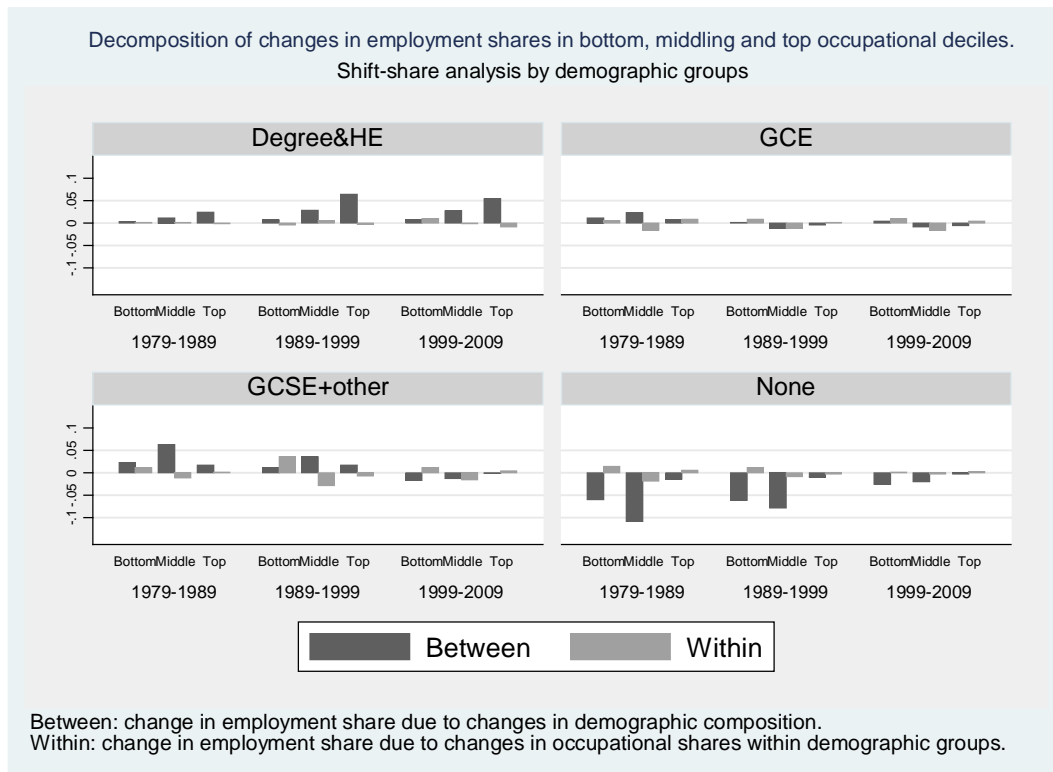 Decomposition of changes in employment shares in bottom, middling and top occupational deciles.
Shift-share analysis by demographic groups
Degree&HE
GCE
.1
.05
0
-.05
-.1
BottomMiddle Top BottomMiddle Top BottomMiddle Top
1979-1989 1989-1999 1999-2009
BottomMiddle Top BottomMiddle Top BottomMiddle Top
1979-1989 1989-1999 1999-2009
GCSE+other
None
.1
.05
0
-.05
-.1
BottomMiddle Top BottomMiddle Top BottomMiddle Top
1979-1989 1989-1999 1999-2009
BottomMiddle Top BottomMiddle Top BottomMiddle Top
1979-1989 1989-1999 1999-2009
Between Within
Between: change in employment share due to changes in demographic composition.
Within: change in employment share due to changes in occupational shares within demographic groups.